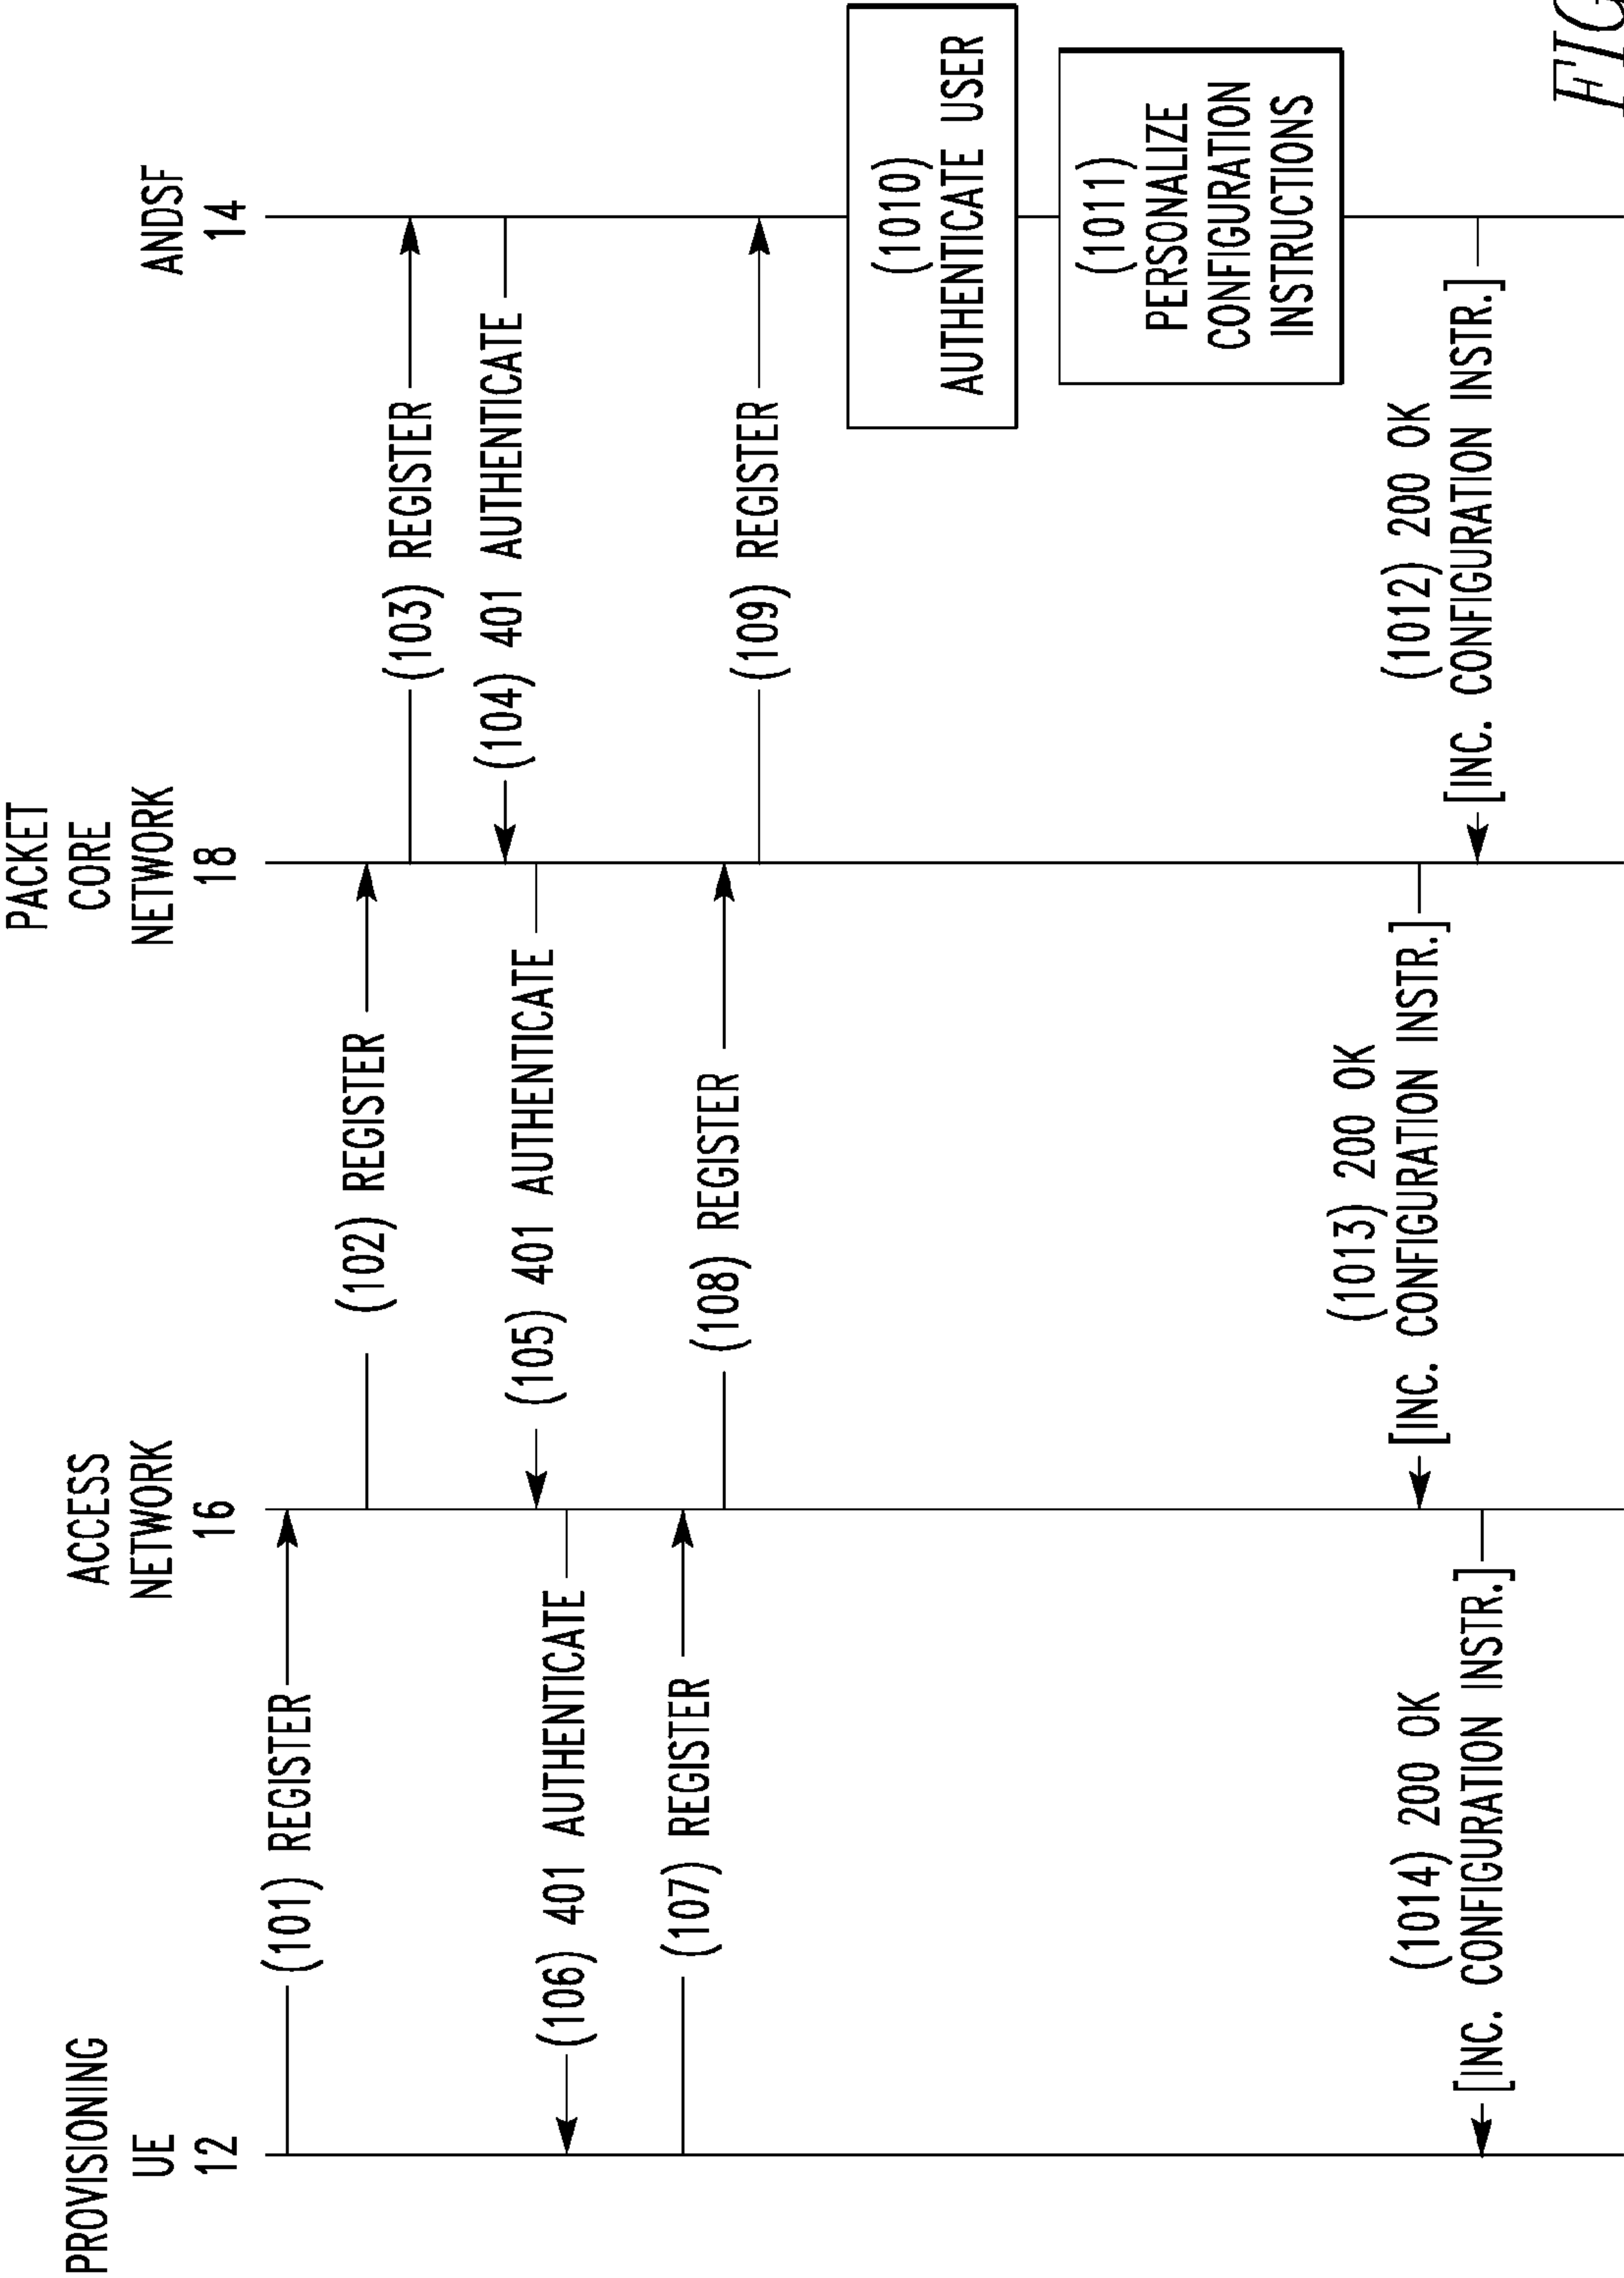 PROVISIONING
UE
12
ACCESS
NETWORK
16
PACKET
CORE
NETWORK
18
ANDSF
14
(101) REGISTER
(102) REGISTER
(103) REGISTER
(104) 401 AUTHENTICATE
(105) 401 AUTHENTICATE
(106) 401 AUTHENTICATE
(107) REGISTER
(108) REGISTER
(109) REGISTER
(1010)
AUTHENTICATE USER
(1011)
PERSONALIZE
CONFIGURATION
INSTRUCTIONS
(1012) 200 OK
[INC. CONFIGURATION INSTR.]
(1013) 200 OK
[INC. CONFIGURATION INSTR.]
(1014) 200 OK
[INC. CONFIGURATION INSTR.]